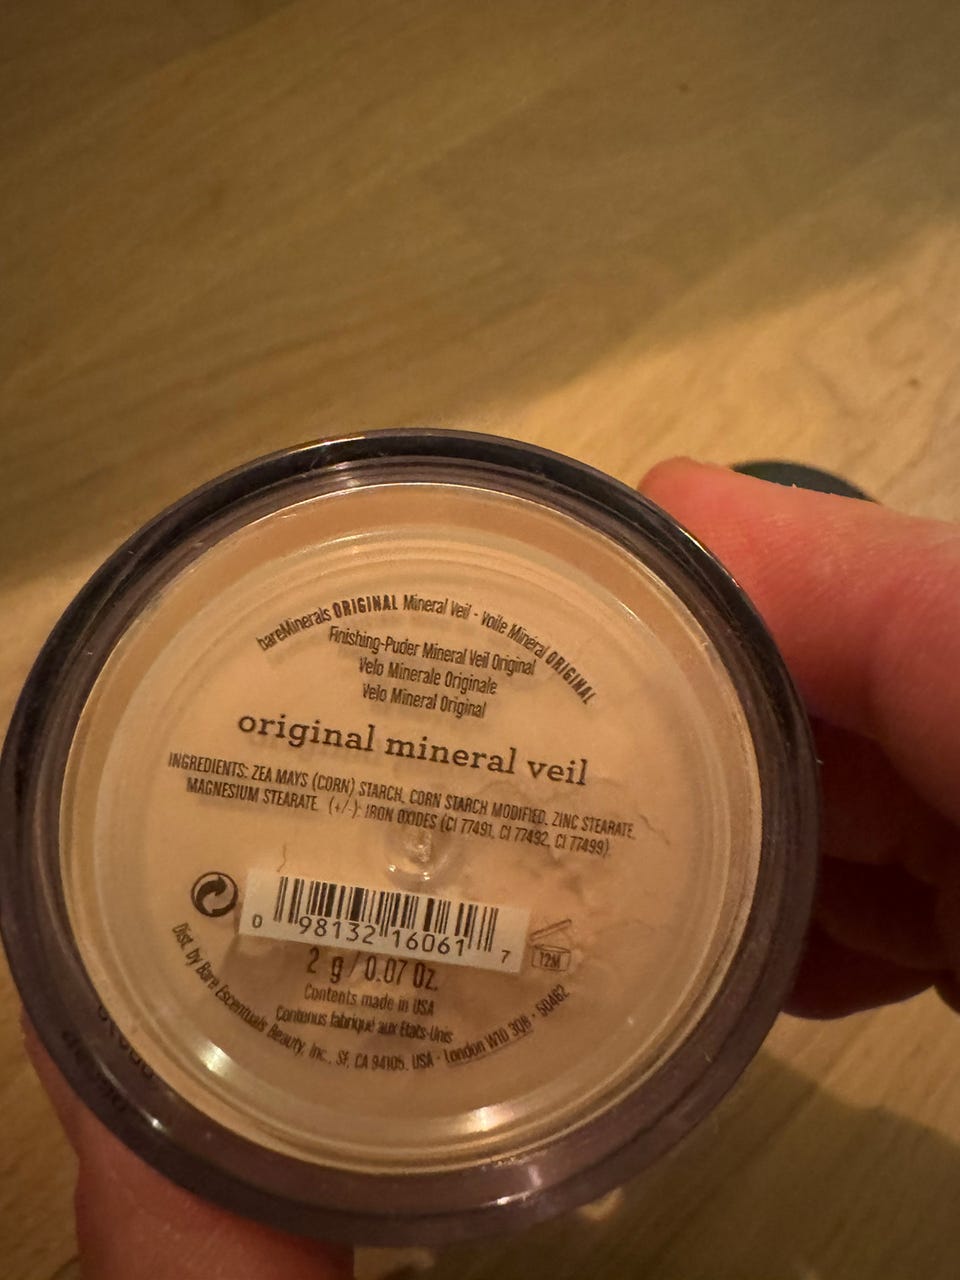 bareMinerals ORIGINAL Mineral Veil - Voile Minéral ORIGINAL
Finishing-Puder Mineral Veil Original
Velo Minerale Originale
Velo Mineral Original
original mineral veil
INGREDIENTS: ZEA MAYS (CORN) STARCH, CORN STARCH MODIFIED, ZINC STEARATE,
MAGNESIUM STEARATE. (+/-): IRON OXIDES (CI 77491, CI 77492, CI 77499).
0 98132 16061 7
12M
2 g / 0.07 Oz.
Contents made in USA
Contenus fabriqué aux Etats-Unis
Dist. by Bare Escentuals Beauty, Inc., SF, CA 94105, USA - London W10 3QB - 50462